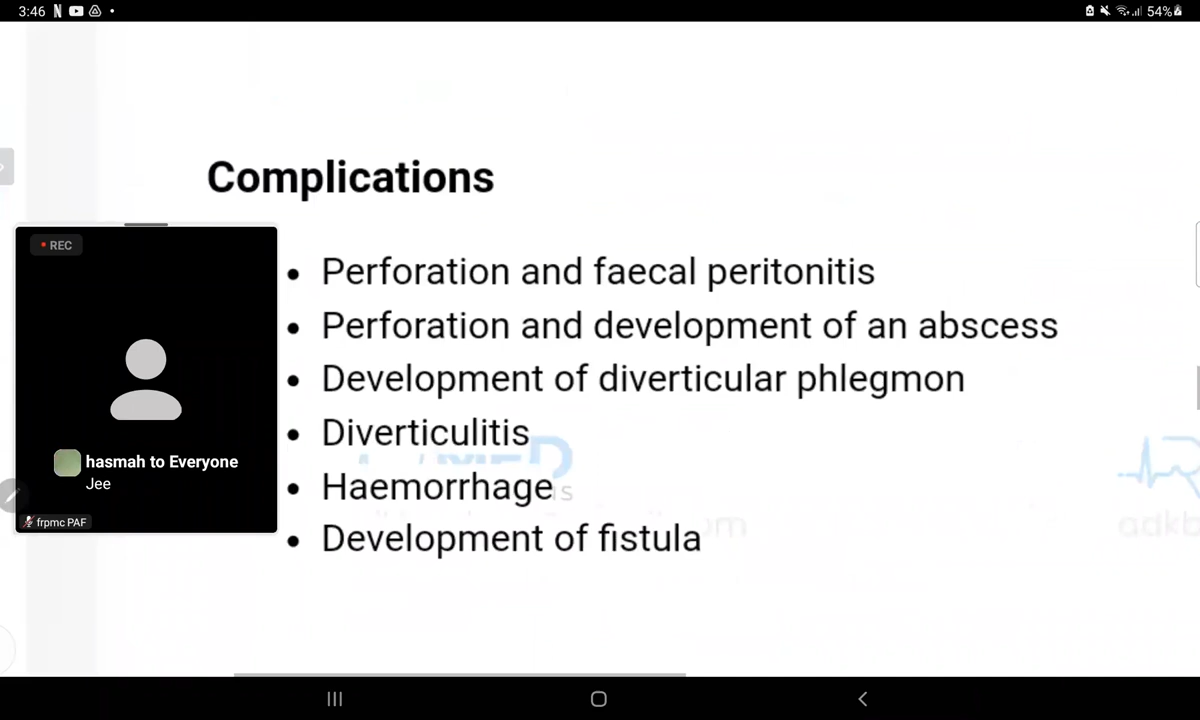 3:46 N 54%
Complications
REC
Perforation and faecal peritonitis
Perforation and development of an abscess
Development of diverticular phlegmon
Diverticulitis
hasmah to Everyone
Jee
Haemorrhage
frpmc PAF
Development of fistula